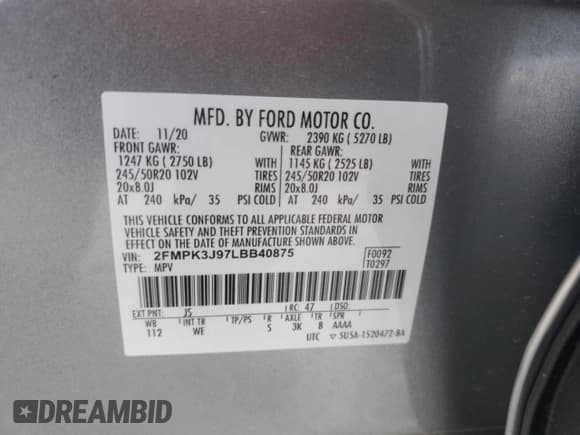 MFD. BY FORD MOTOR CO.
DATE: 11/20 GVWR: 2390 KG ( 5270 LB)
FRONT GAWR: REAR GAWR:
1247 KG ( 2750 LB) WITH 1145 KG ( 2525 LB) WITH
245/50R20 102V TIRES 245/50R20 102V TIRES
20x8.0J RIMS 20x8.0J RIMS
AT 240 kPa/ 35 PSI COLD AT 240 kPa/ 35 PSI COLD
THIS VEHICLE CONFORMS TO ALL APPLICABLE FEDERAL MOTOR
VEHICLE SAFETY AND THEFT PREVENTION STANDARDS IN
EFFECT ON THE DATE OF MANUFACTURE SHOWN ABOVE.
VIN: 2FMPK3J97LBB40875 F0092
TYPE: MPV T0297
EXT PNT: JS RC: 47 DSO:
WB INT TR TP/PS R AXLE TR SPR
112 WE S 3K B AAAA
UTC 5U5A-1520472-BA
DREAMBID